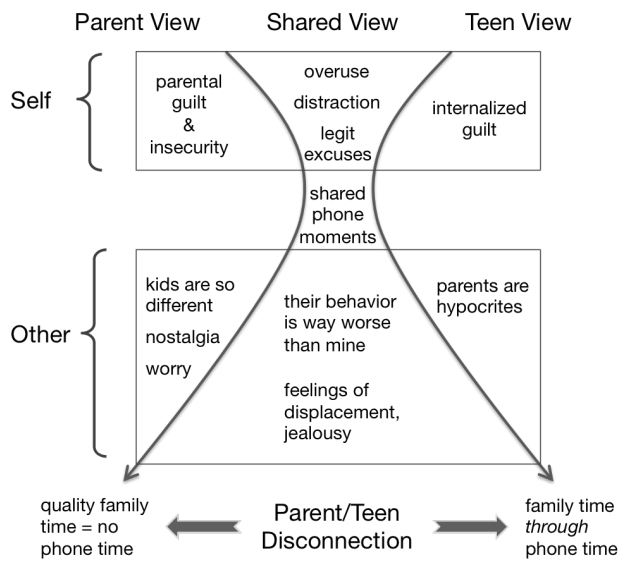 Parent View
Shared View
Teen View
Self
parental
guilt
&
insecurity
overuse
distraction
legit
excuses
internalized
guilt
shared
phone
moments
Other
kids are so
different
nostalgia
worry
their behavior
is way worse
than mine
feelings of
displacement,
jealousy
parents are
hypocrites
quality family
time = no
phone time
Parent/Teen
Disconnection
family time
through
phone time